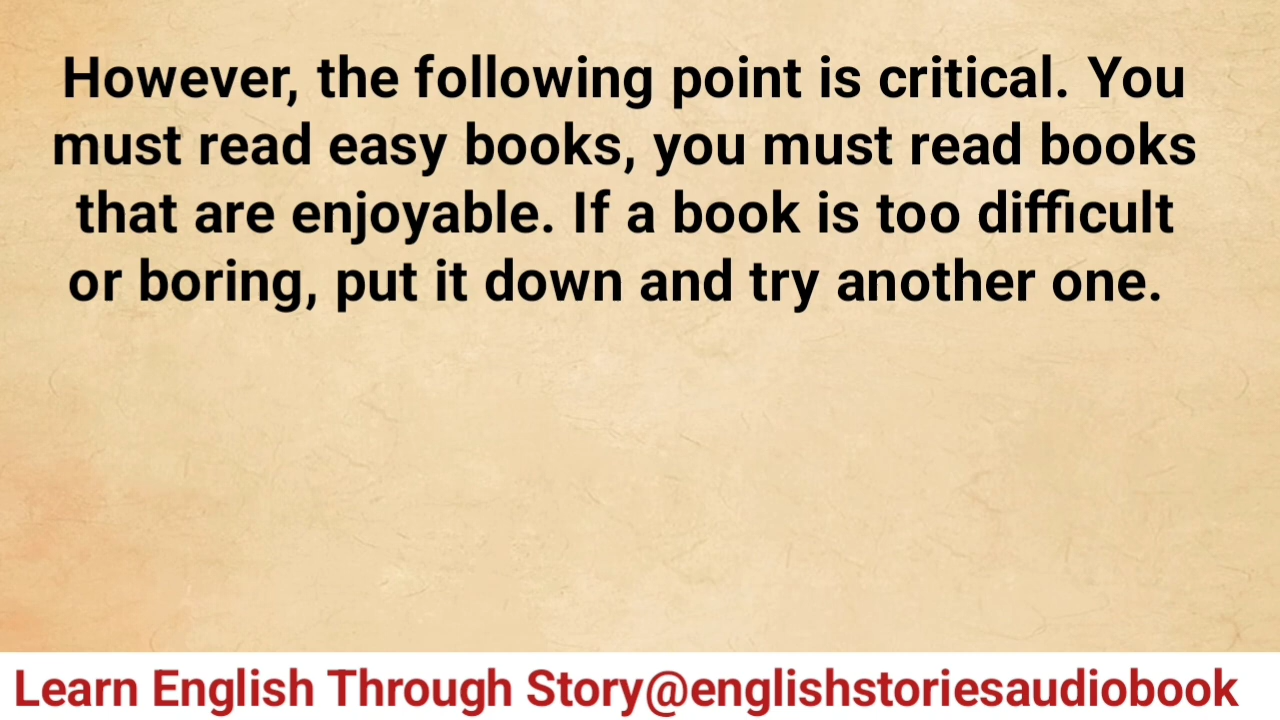 However, the following point is critical. You
must read easy books, you must read books
that are enjoyable. If a book is too difficult
or boring, put it down and try another one.
Learn English Through Story@englishstoriesaudiobook